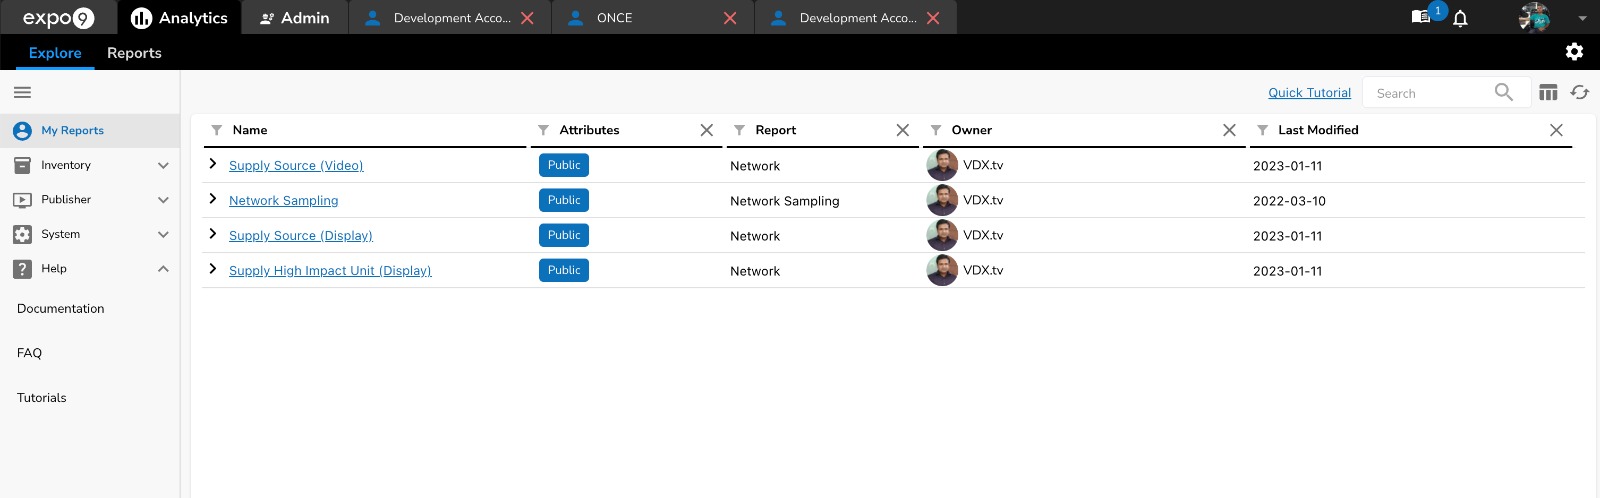 expo9 Analytics Admin Development Acco... ONCE Development Acco... 1
Explore Reports
Quick Tutorial Search
My Reports
Inventory
Publisher
System
Help
Documentation
FAQ
Tutorials
Name Attributes Report Owner Last Modified
Supply Source (Video) Public Network VDX.tv 2023-01-11
Network Sampling Public Network Sampling VDX.tv 2022-03-10
Supply Source (Display) Public Network VDX.tv 2023-01-11
Supply High Impact Unit (Display) Public Network VDX.tv 2023-01-11